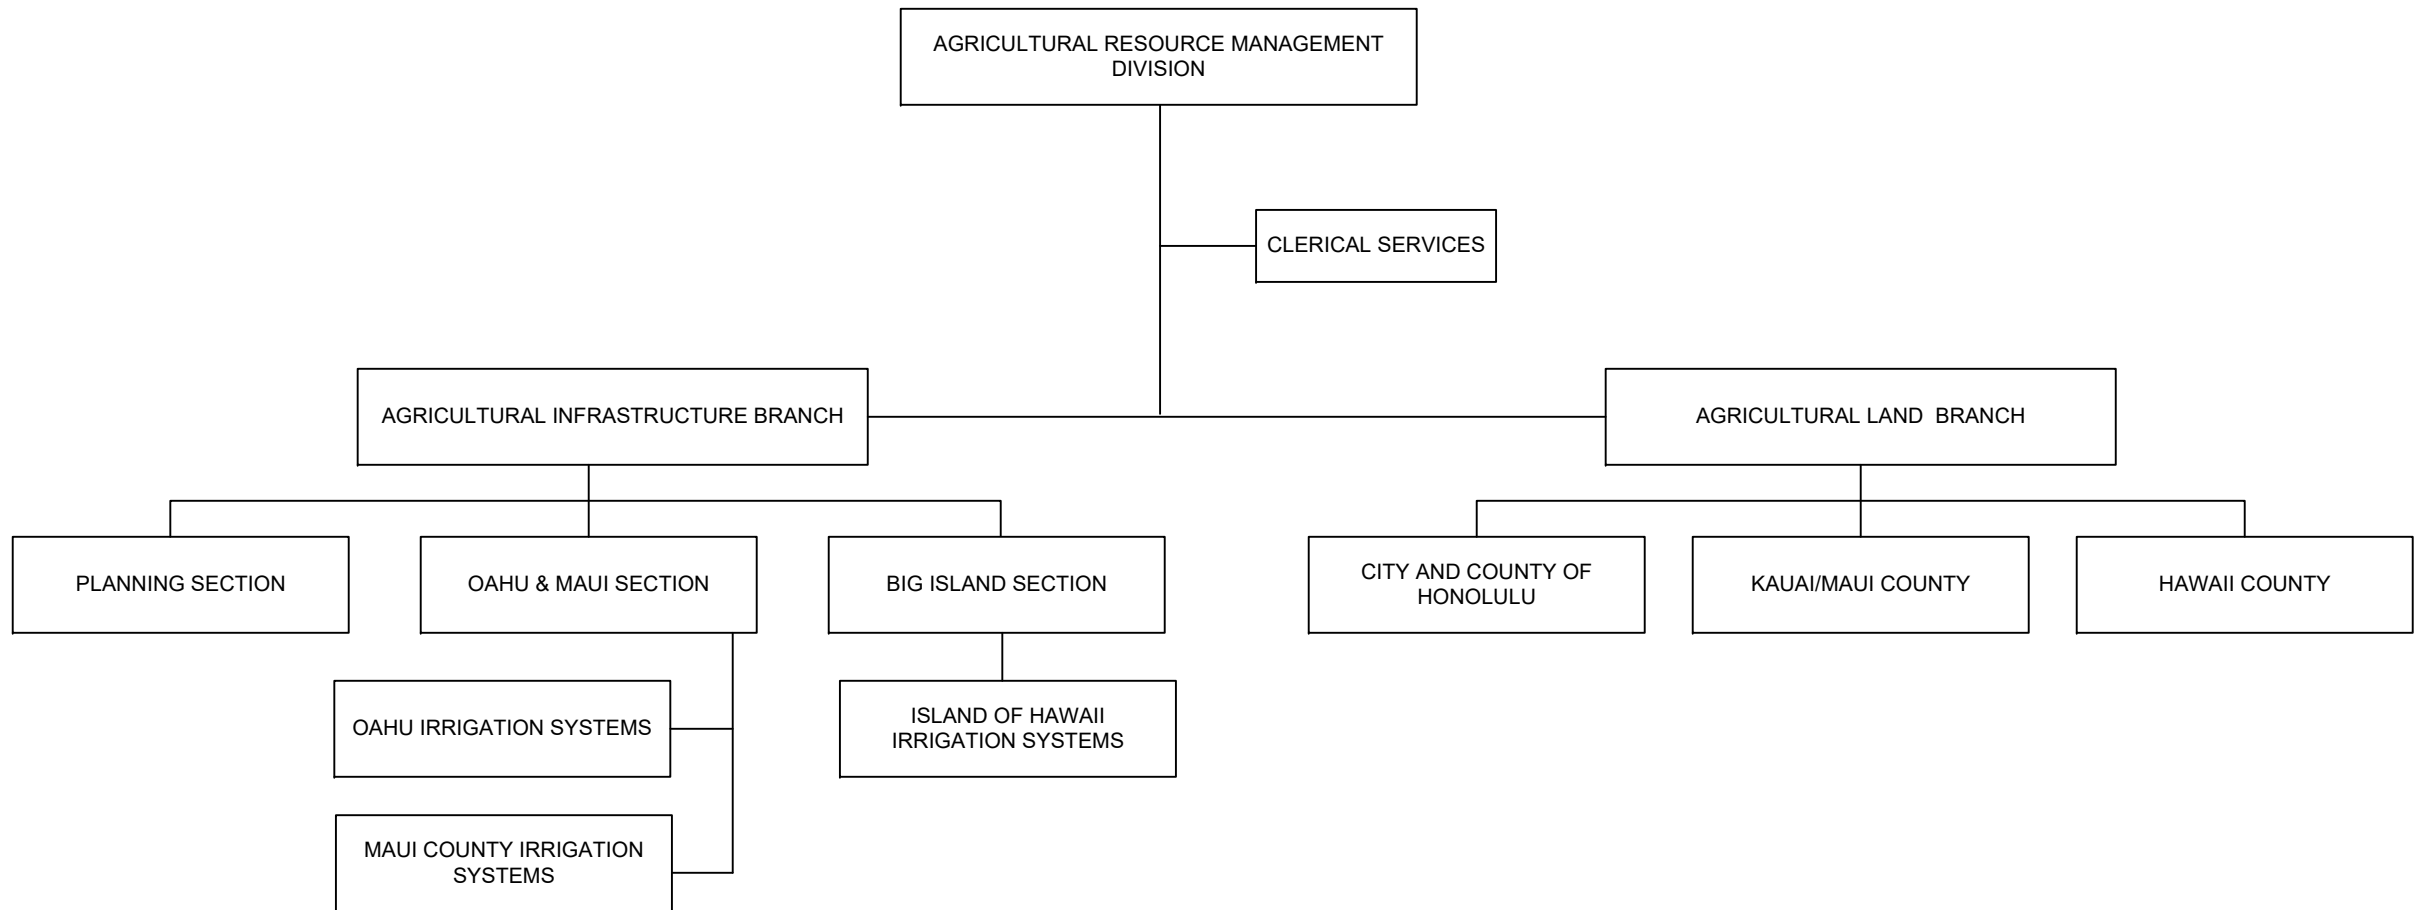 AGRICULTURAL RESOURCE MANAGEMENT
DIVISION
CLERICAL SERVICES
AGRICULTURAL INFRASTRUCTURE BRANCH
AGRICULTURAL LAND  BRANCH
PLANNING SECTION
OAHU & MAUI SECTION
BIG ISLAND SECTION
CITY AND COUNTY OF
HONOLULU
KAUAI/MAUI COUNTY
HAWAII COUNTY
OAHU IRRIGATION SYSTEMS
ISLAND OF HAWAII
IRRIGATION SYSTEMS
MAUI COUNTY IRRIGATION
SYSTEMS